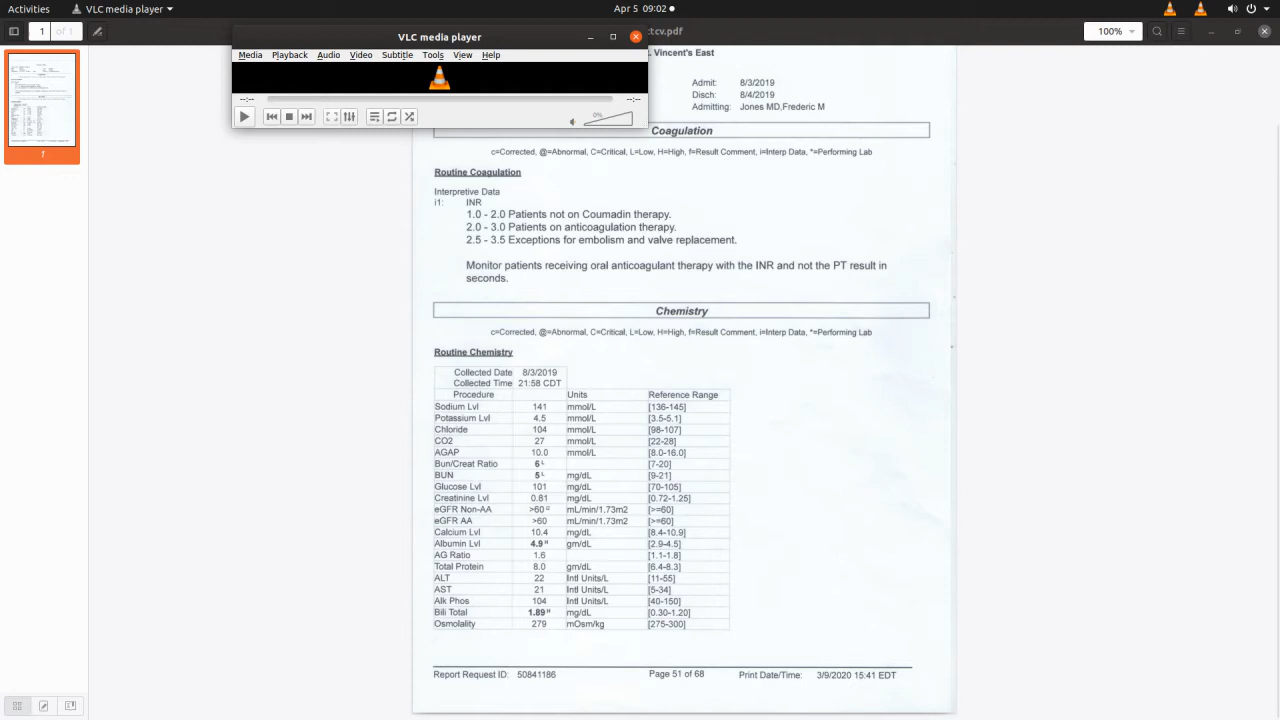 Activities
VLC media player
Apr 5 09:02
1 of 1
ctcv.pdf
100%
VLC media player
Media Playback Audio Video Subtitle Tools View Help
--:-- --:--
0%
1
. Vincent's East
Admit: 8/3/2019
Disch: 8/4/2019
Admitting: Jones MD,Frederic M
Coagulation
c=Corrected, @=Abnormal, C=Critical, L=Low, H=High, f=Result Comment, i=Interp Data, *=Performing Lab
Routine Coagulation
Interpretive Data
i1: INR
1.0 - 2.0 Patients not on Coumadin therapy.
2.0 - 3.0 Patients on anticoagulation therapy.
2.5 - 3.5 Exceptions for embolism and valve replacement.
Monitor patients receiving oral anticoagulant therapy with the INR and not the PT result in
seconds.
Chemistry
c=Corrected, @=Abnormal, C=Critical, L=Low, H=High, f=Result Comment, i=Interp Data, *=Performing Lab
Routine Chemistry
Collected Date 8/3/2019
Collected Time 21:58 CDT
Procedure Units Reference Range
Sodium Lvl 141 mmol/L [136-145]
Potassium Lvl 4.5 mmol/L [3.5-5.1]
Chloride 104 mmol/L [98-107]
CO2 27 mmol/L [22-28]
AGAP 10.0 mmol/L [8.0-16.0]
Bun/Creat Ratio 6 L [7-20]
BUN 5 L mg/dL [9-21]
Glucose Lvl 101 mg/dL [70-105]
Creatinine Lvl 0.81 mg/dL [0.72-1.25]
eGFR Non-AA >60 mL/min/1.73m2 [>=60]
eGFR AA >60 mL/min/1.73m2 [>=60]
Calcium Lvl 10.4 mg/dL [8.4-10.9]
Albumin Lvl 4.9 H gm/dL [2.9-4.5]
AG Ratio 1.6 [1.1-1.8]
Total Protein 8.0 gm/dL [6.4-8.3]
ALT 22 Intl Units/L [11-55]
AST 21 Intl Units/L [5-34]
Alk Phos 104 Intl Units/L [40-150]
Bili Total 1.89 H mg/dL [0.30-1.20]
Osmolality 279 mOsm/kg [275-300]
Report Request ID: 50841186 Page 51 of 68 Print Date/Time: 3/9/2020 15:41 EDT